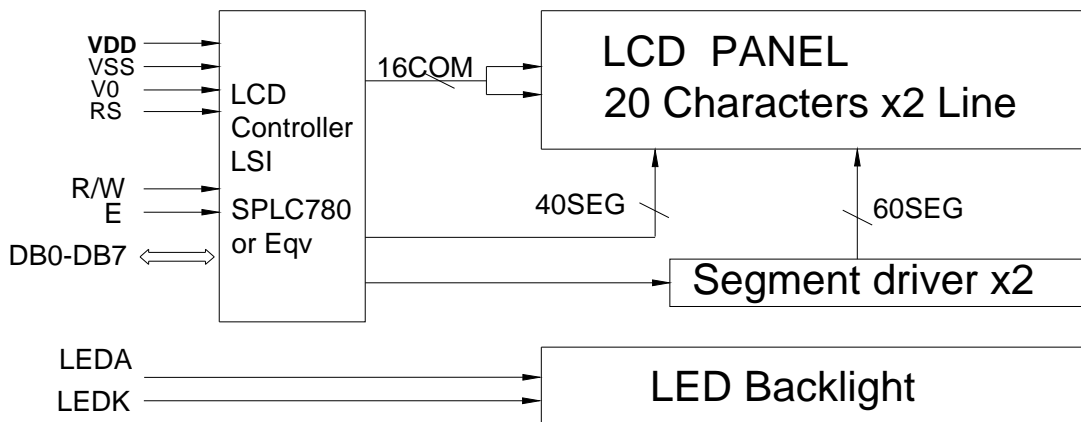 VDD
VSS
V0
RS
R/W
E
DB0-DB7
LCD
Controller
LSI
SPLC780
or Eqv
16COM
LCD PANEL
20 Characters x2 Line
40SEG
60SEG
Segment driver x2
LEDA
LEDK
LED Backlight